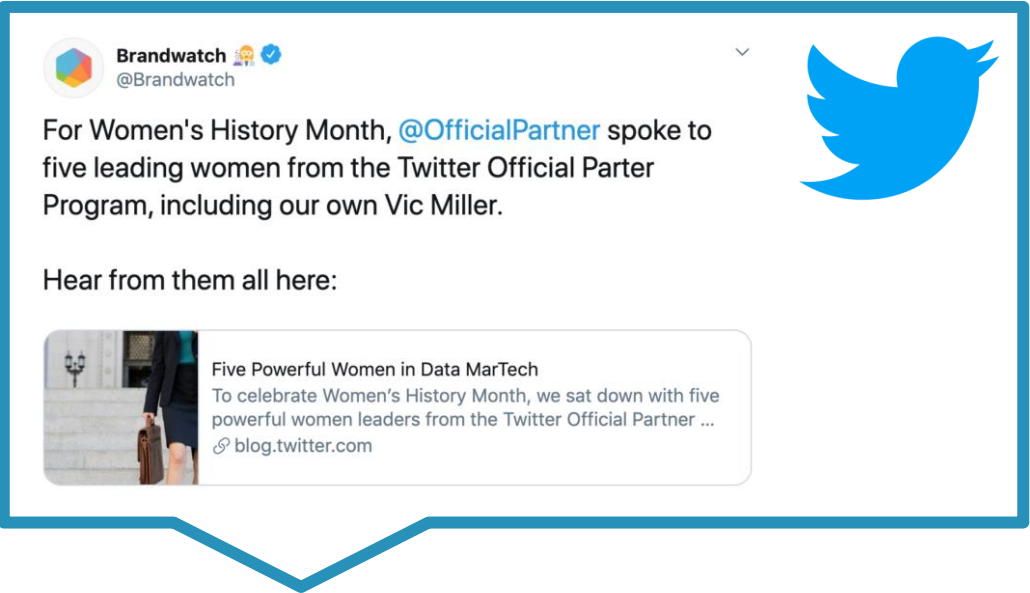 Brandwatch
@Brandwatch
For Women's History Month, @OfficialPartner spoke to
five leading women from the Twitter Official Parter
Program, including our own Vic Miller.
Hear from them all here:
Five Powerful Women in Data MarTech
To celebrate Women’s History Month, we sat down with five
powerful women leaders from the Twitter Official Partner ...
blog.twitter.com